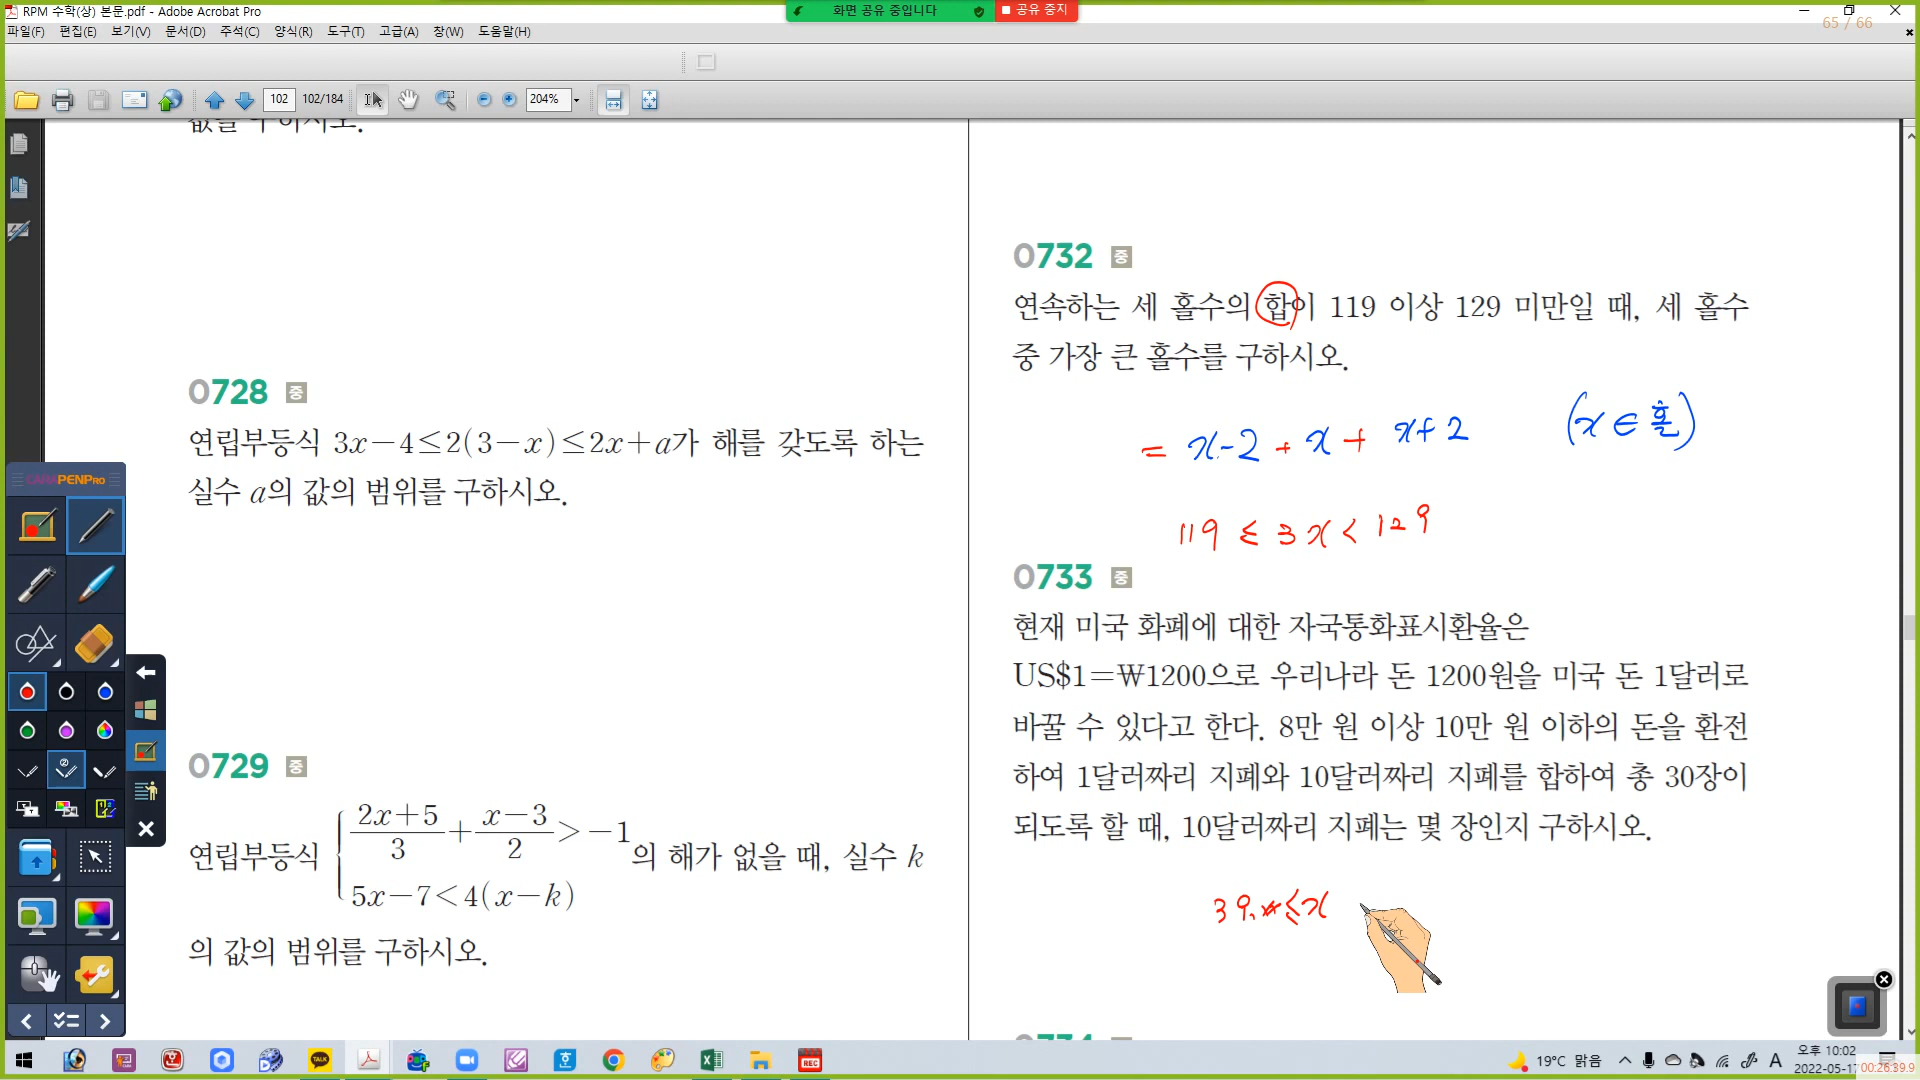 RPM 수학(상) 본문.pdf - Adobe Acrobat Pro
화면 공유 중입니다
공유 중지
65 / 66
파일(F) 편집(E) 보기(V) 문서(D) 주석(C) 양식(R) 도구(T) 고급(A) 창(W) 도움말(H)
102 102/184 204%
0728 중
연립부등식 3x-4≤2(3-x)≤2x+a가 해를 갖도록 하는
실수 a의 값의 범위를 구하시오.
0729 중
연립부등식 { (2x+5)/3 + (x-3)/2 > -1
5x-7<4(x-k)
의 해가 없을 때, 실수 k
의 값의 범위를 구하시오.
0732 중
연속하는 세 홀수의 합이 119 이상 129 미만일 때, 세 홀수
중 가장 큰 홀수를 구하시오.
= x-2 + x + x+2 (x ∈ 홀)
119 ≤ 3x < 129
0733 중
현재 미국 화폐에 대한 자국통화표시환율은
US$1=₩1200으로 우리나라 돈 1200원을 미국 돈 1달러로
바꿀 수 있다고 한다. 8만 원 이상 10만 원 이하의 돈을 환전
하여 1달러짜리 지폐와 10달러짜리 지폐를 합하여 총 30장이
되도록 할 때, 10달러짜리 지폐는 몇 장인지 구하시오.
≤x
PENPRO
TALK
REC
19°C 맑음
A
오후 10:02
2022-05-17
00:26:39.9